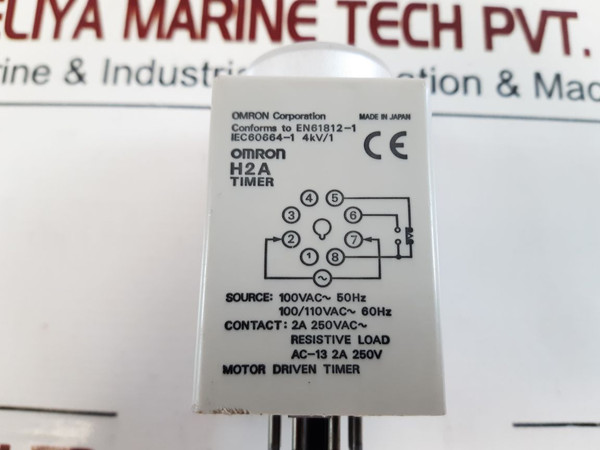 ELIYA MARINE TECH PVT.
rine & Industri tion & Mac
OMRON Corporation MADE IN JAPAN
Conforms to EN61812-1
IEC60664-1 4kV/1
CE
OMRON
H2A
TIMER
4 5
3 6
2 7
1 8
SOURCE: 100VAC~ 50Hz
100/110VAC~ 60Hz
CONTACT: 2A 250VAC~
RESISTIVE LOAD
AC-13 2A 250V
MOTOR DRIVEN TIMER